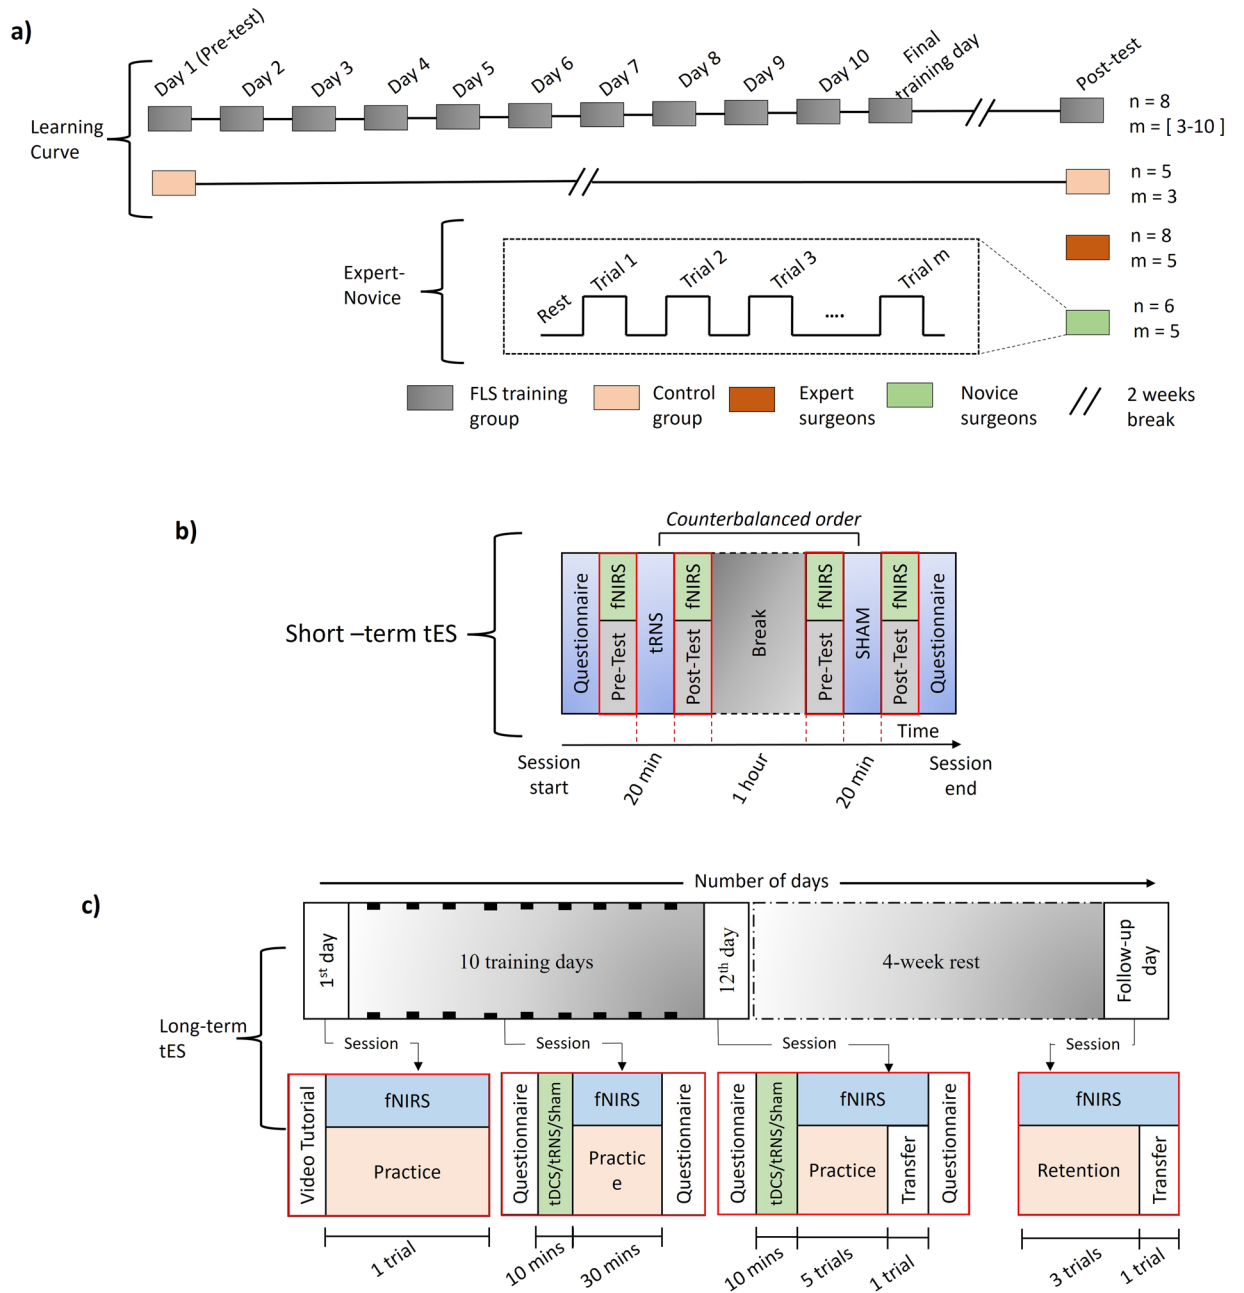 a)
Day 1 (Pre-test)
Day 2
Day 3
Day 4
Day 5
Day 6
Day 7
Day 8
Day 9
Day 10
Final
training day
Post-test
Learning
Curve
n = 8
m = [ 3-10 ]
n = 5
m = 3
n = 8
m = 5
Expert-
Novice
Rest
Trial 1
Trial 2
Trial 3
....
Trial m
n = 6
m = 5
FLS training
group
Control
group
Expert
surgeons
Novice
surgeons
2 weeks
break
b)
Counterbalanced order
Short –term tES
Questionnaire
fNIRS
Pre-Test
tRNS
fNIRS
Post-Test
Break
fNIRS
Pre-Test
SHAM
fNIRS
Post-Test
Questionnaire
Time
Session
start
20 min
1 hour
20 min
Session
end
c)
Number of days
Long-term
tES
1st day
10 training days
12th day
4-week rest
Follow-up
day
Session
Session
Session
Session
Video Tutorial
fNIRS
Practice
1 trial
Questionnaire
tDCS/tRNS/Sham
fNIRS
Practic
e
Questionnaire
10 mins
30 mins
Questionnaire
tDCS/tRNS/Sham
fNIRS
Practice
Transfer
Questionnaire
10 mins
5 trials
1 trial
fNIRS
Retention
Transfer
3 trials
1 trial